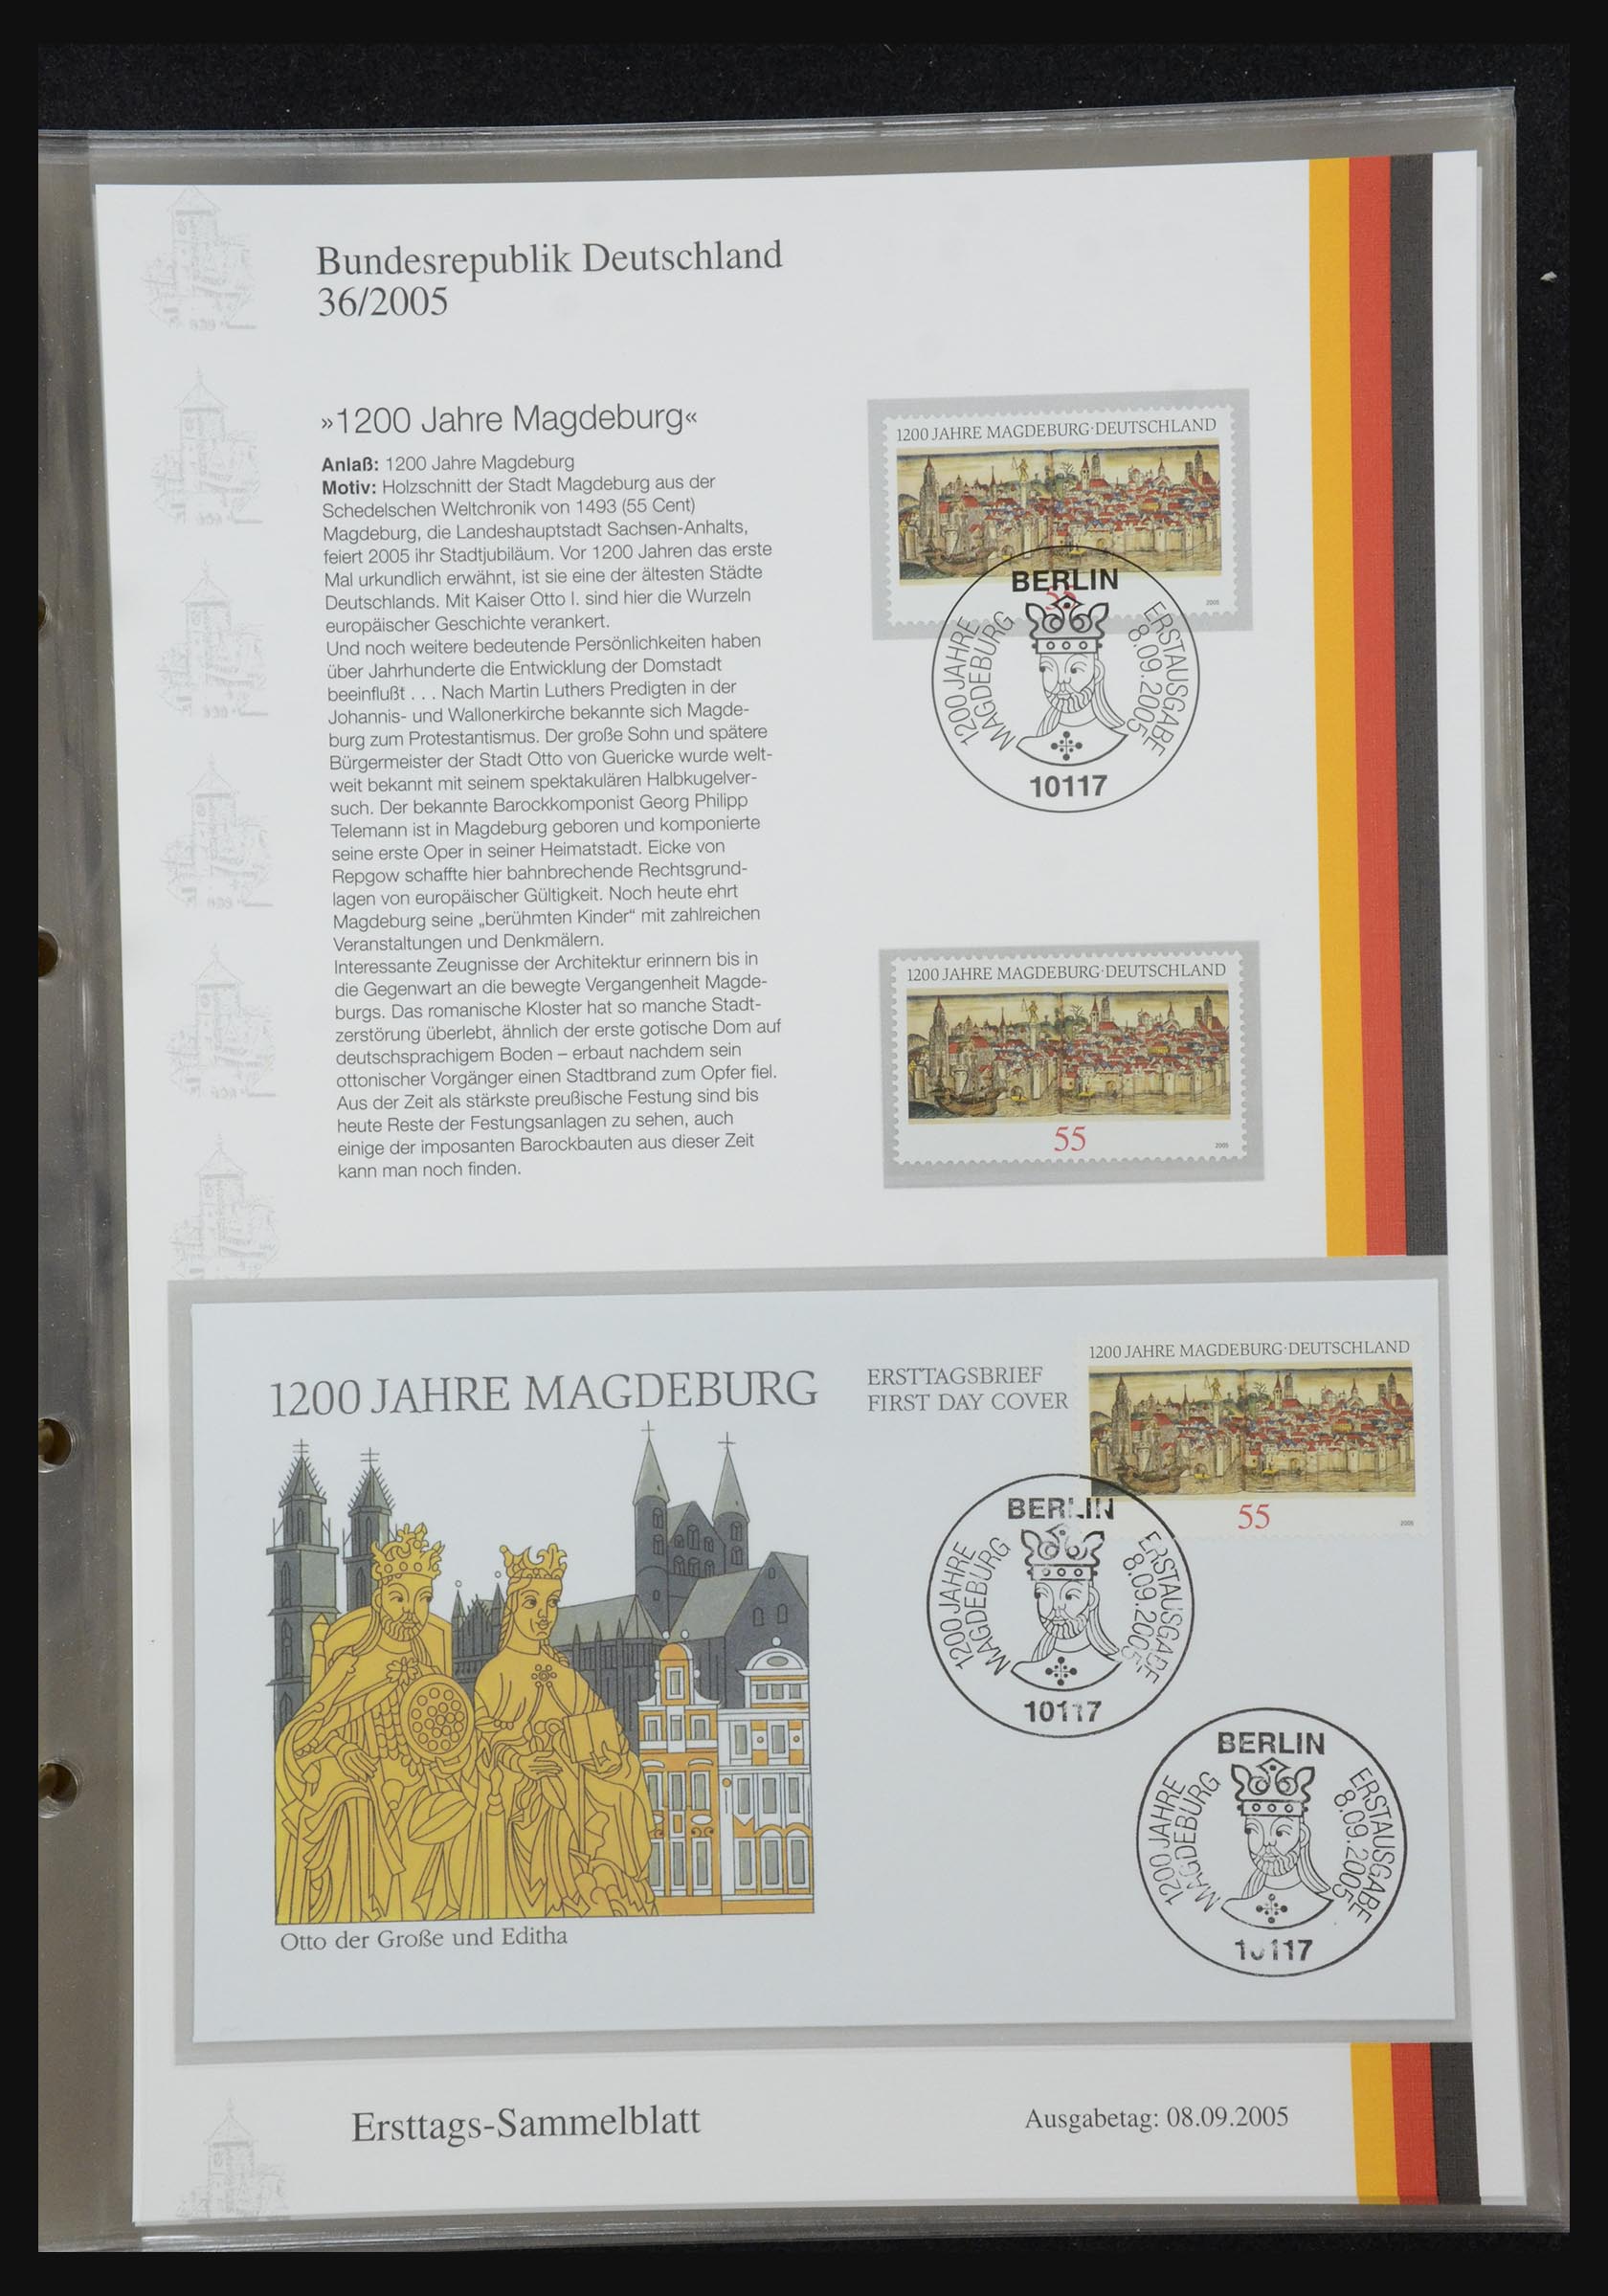 Bundesrepublik Deutschland
36/2005
»1200 Jahre Magdeburg«
Anlaß: 1200 Jahre Magdeburg
Motiv: Holzschnitt der Stadt Magdeburg aus der
Schedelschen Weltchronik von 1493 (55 Cent)
Magdeburg, die Landeshauptstadt Sachsen-Anhalts,
feiert 2005 ihr Stadtjubiläum. Vor 1200 Jahren das erste
Mal urkundlich erwähnt, ist sie eine der ältesten Städte
Deutschlands. Mit Kaiser Otto I. sind hier die Wurzeln
europäischer Geschichte verankert.
Und noch weitere bedeutende Persönlichkeiten haben
über Jahrhunderte die Entwicklung der Domstadt
beeinflußt . . . Nach Martin Luthers Predigten in der
Johannis- und Wallonerkirche bekannte sich Magde-
burg zum Protestantismus. Der große Sohn und spätere
Bürgermeister der Stadt Otto von Guericke wurde welt-
weit bekannt mit seinem spektakulären Halbkugelver-
such. Der bekannte Barockkomponist Georg Philipp
Telemann ist in Magdeburg geboren und komponierte
seine erste Oper in seiner Heimatstadt. Eicke von
Repgow schaffte hier bahnbrechende Rechtsgrund-
lagen von europäischer Gültigkeit. Noch heute ehrt
Magdeburg seine „berühmten Kinder“ mit zahlreichen
Veranstaltungen und Denkmälern.
Interessante Zeugnisse der Architektur erinnern bis in
die Gegenwart an die bewegte Vergangenheit Magde-
burgs. Das romanische Kloster hat so manche Stadt-
zerstörung überlebt, ähnlich der erste gotische Dom auf
deutschsprachigem Boden – erbaut nachdem sein
ottonischer Vorgänger einen Stadtbrand zum Opfer fiel.
Aus der Zeit als stärkste preußische Festung sind bis
heute Reste der Festungsanlagen zu sehen, auch
einige der imposanten Barockbauten aus dieser Zeit
kann man noch finden.
1200 JAHRE MAGDEBURG·DEUTSCHLAND
2005
BERLIN
1200 JAHRE
MAGDEBURG
ERSTAUSGABE
8.09.2005
10117
1200 JAHRE MAGDEBURG·DEUTSCHLAND
55
2005
1200 JAHRE MAGDEBURG
ERSTTAGSBRIEF
FIRST DAY COVER
1200 JAHRE MAGDEBURG·DEUTSCHLAND
55
2005
BERLIN
1200 JAHRE
MAGDEBURG
ERSTAUSGABE
8.09.2005
10117
BERLIN
1200 JAHRE
MAGDEBURG
ERSTAUSGABE
8.09.2005
10117
Otto der Große und Editha
Ersttags-Sammelblatt
Ausgabetag: 08.09.2005